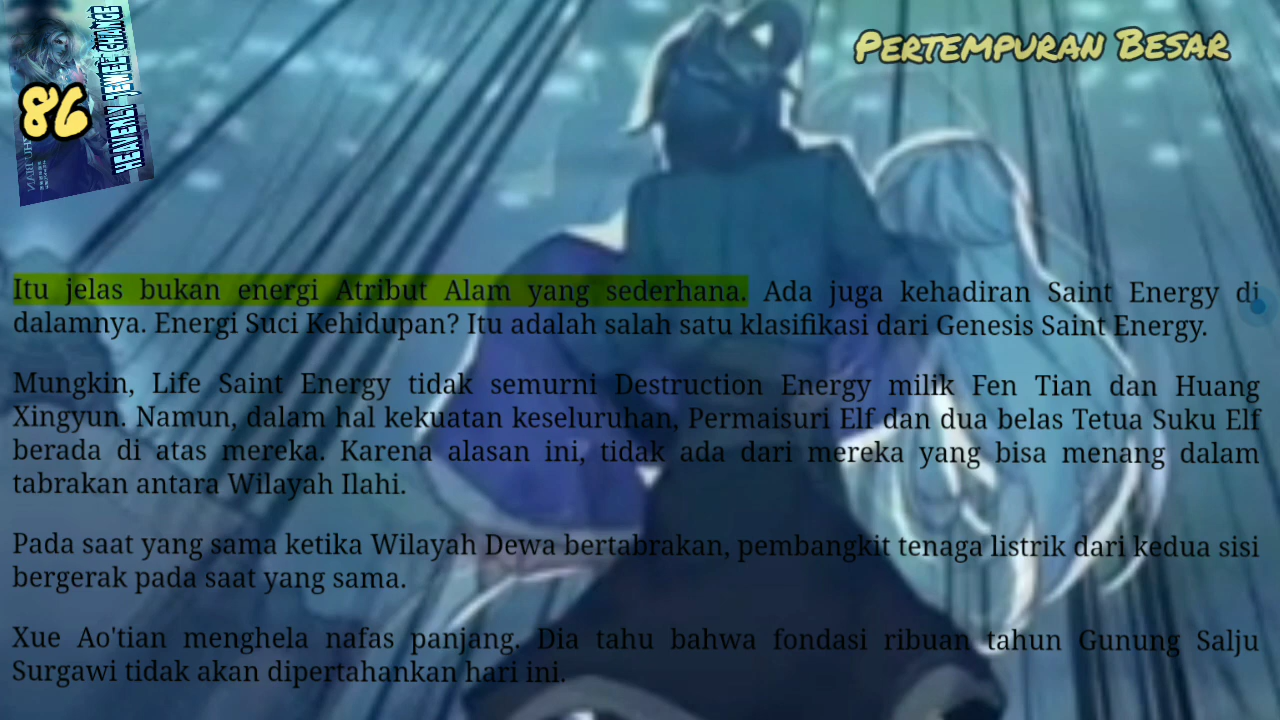 Pertempuran Besar
HEAVENLY JEWEL CHANGE
86
Itu jelas bukan energi Atribut Alam yang sederhana. Ada juga kehadiran Saint Energy di
dalamnya. Energi Suci Kehidupan? Itu adalah salah satu klasifikasi dari Genesis Saint Energy.
Mungkin, Life Saint Energy tidak semurni Destruction Energy milik Fen Tian dan Huang
Xingyun. Namun, dalam hal kekuatan keseluruhan, Permaisuri Elf dan dua belas Tetua Suku Elf
berada di atas mereka. Karena alasan ini, tidak ada dari mereka yang bisa menang dalam
tabrakan antara Wilayah Ilahi.
Pada saat yang sama ketika Wilayah Dewa bertabrakan, pembangkit tenaga listrik dari kedua sisi
bergerak pada saat yang sama.
Xue Ao'tian menghela nafas panjang. Dia tahu bahwa fondasi ribuan tahun Gunung Salju
Surgawi tidak akan dipertahankan hari ini.